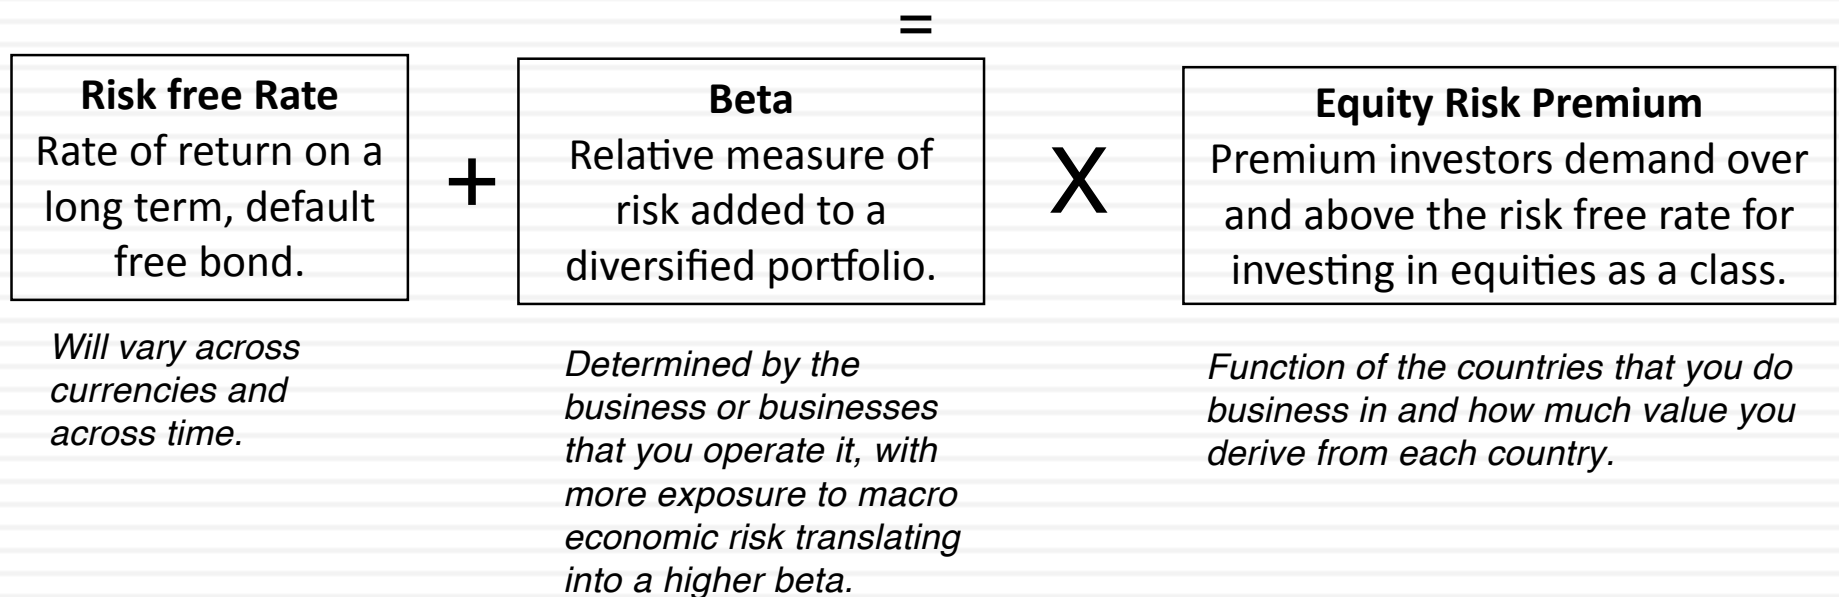 =
Risk free Rate
Rate of return on a
long term, default
free bond.
+
Beta
Relative measure of
risk added to a
diversified portfolio.
X
Equity Risk Premium
Premium investors demand over
and above the risk free rate for
investing in equities as a class.
Will vary across
currencies and
across time.
Determined by the
business or businesses
that you operate it, with
more exposure to macro
economic risk translating
into a higher beta.
Function of the countries that you do
business in and how much value you
derive from each country.